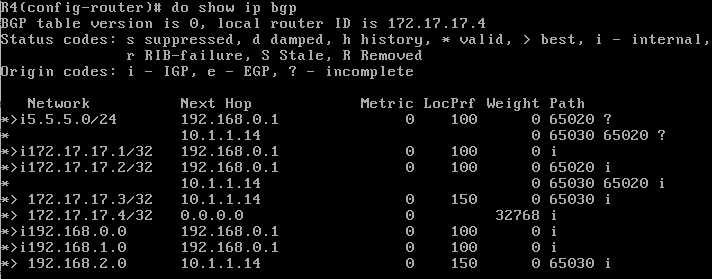 R4(config-router)# do show ip bgp
BGP table version is 0, local router ID is 172.17.17.4
Status codes: s suppressed, d damped, h history, * valid, > best, i - internal,
              r RIB-failure, S Stale, R Removed
Origin codes: i - IGP, e - EGP, ? - incomplete

   Network          Next Hop            Metric LocPrf Weight Path
*>i5.5.5.0/24       192.168.0.1              0    100      0 65020 ?
*                   10.1.1.14                              0 65030 65020 ?
*>i172.17.17.1/32   192.168.0.1              0    100      0 i
*>i172.17.17.2/32   192.168.0.1              0    100      0 65020 i
*                   10.1.1.14                              0 65030 65020 i
*> 172.17.17.3/32   10.1.1.14                0    150      0 65030 i
*> 172.17.17.4/32   0.0.0.0                  0         32768 i
*>i192.168.0.0      192.168.0.1              0    100      0 i
*>i192.168.1.0      192.168.0.1              0    100      0 i
*> 192.168.2.0      10.1.1.14                0    150      0 65030 i